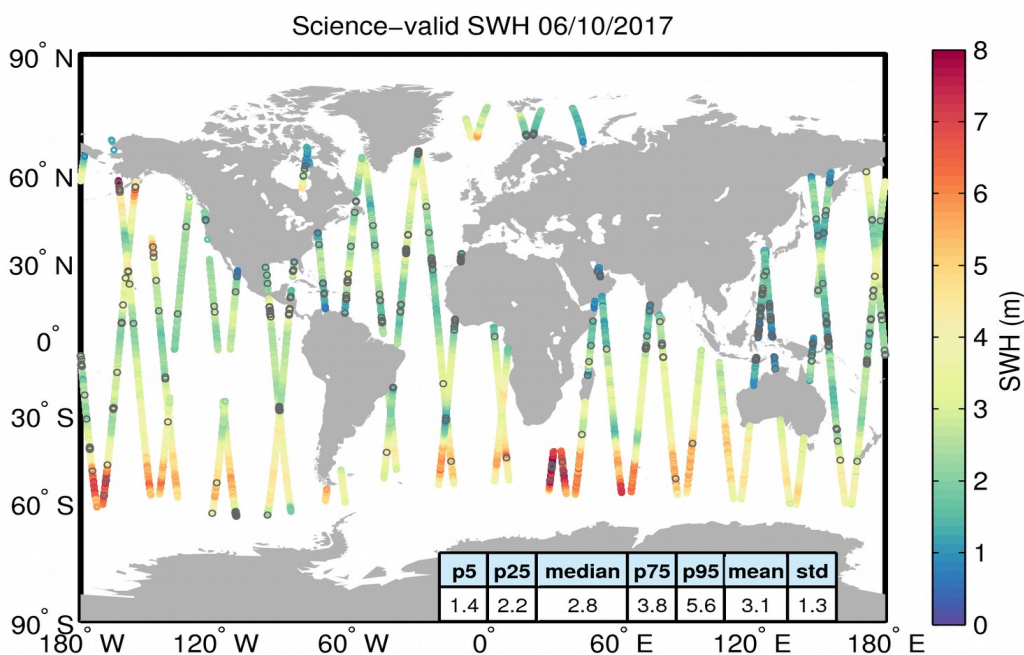 Science−valid SWH 06/10/2017
90° N
60° N
30° N
0°
30° S
60° S
90° S
180° W
120° W
60° W
0°
60° E
120° E
180° E
8
7
6
5
4
3
2
1
0
SWH (m)
p5 p25 median p75 p95 mean std
1.4 2.2 2.8 3.8 5.6 3.1 1.3